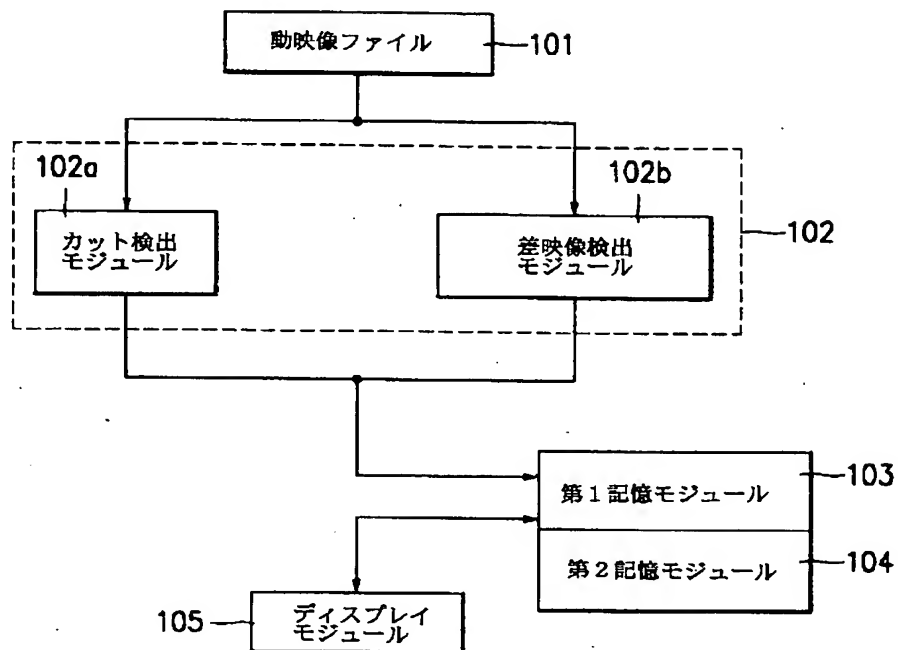 動映像ファイル
101
102a
102b
カット検出
モジュール
差映像検出
モジュール
102
第1記憶モジュール
103
第2記憶モジュール
104
105
ディスプレイ
モジュール